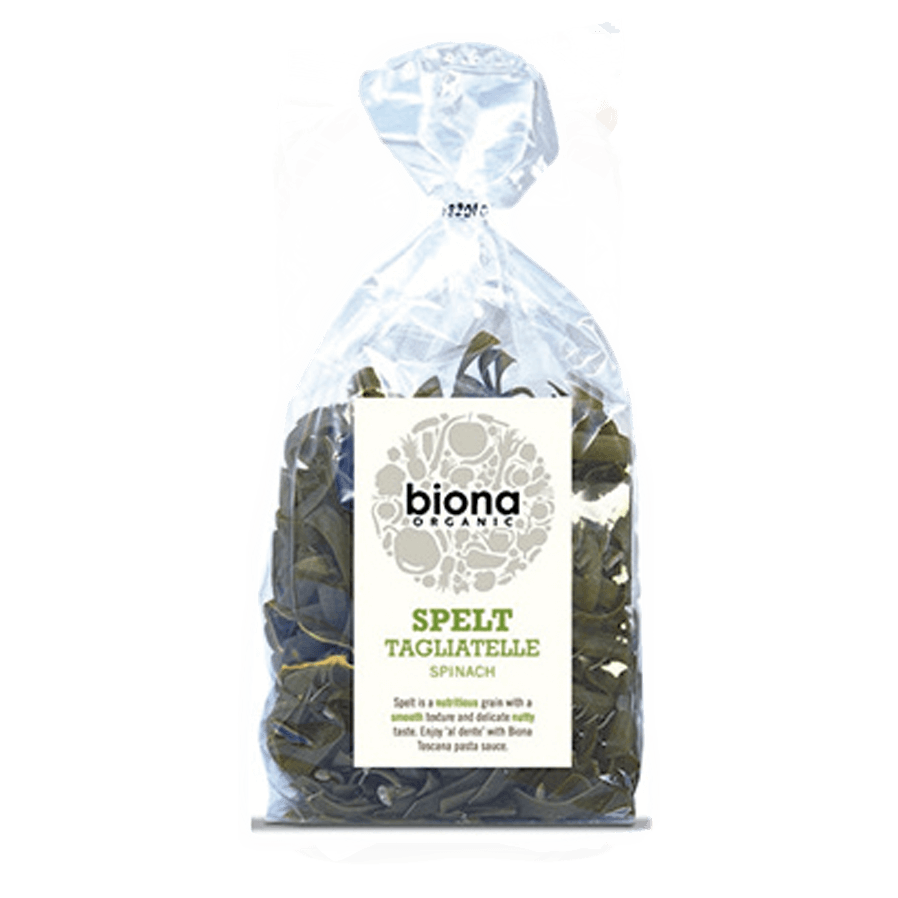 biona
ORGANIC
SPELT
TAGLIATELLE
SPINACH
Spelt is a nutritious grain with a
smooth texture and delicate nutty
taste. Enjoy 'al dente' with Biona
Toscana pasta sauce.